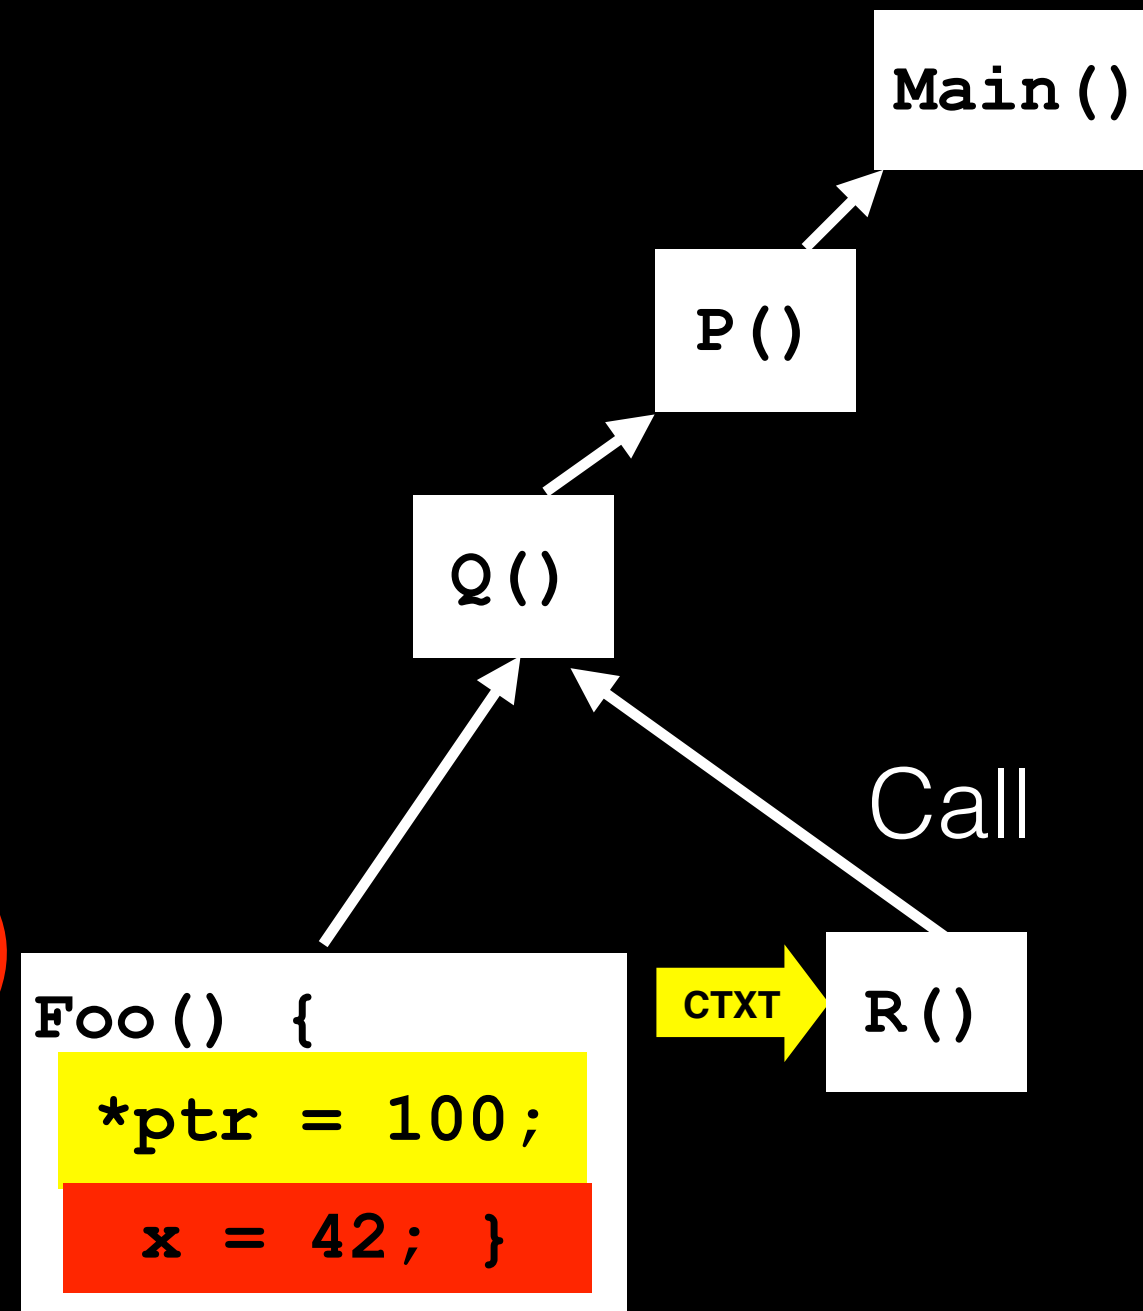 Main()
P()
Q()
Call
Foo() {
*ptr = 100;
x = 42; }
CTXT
R()